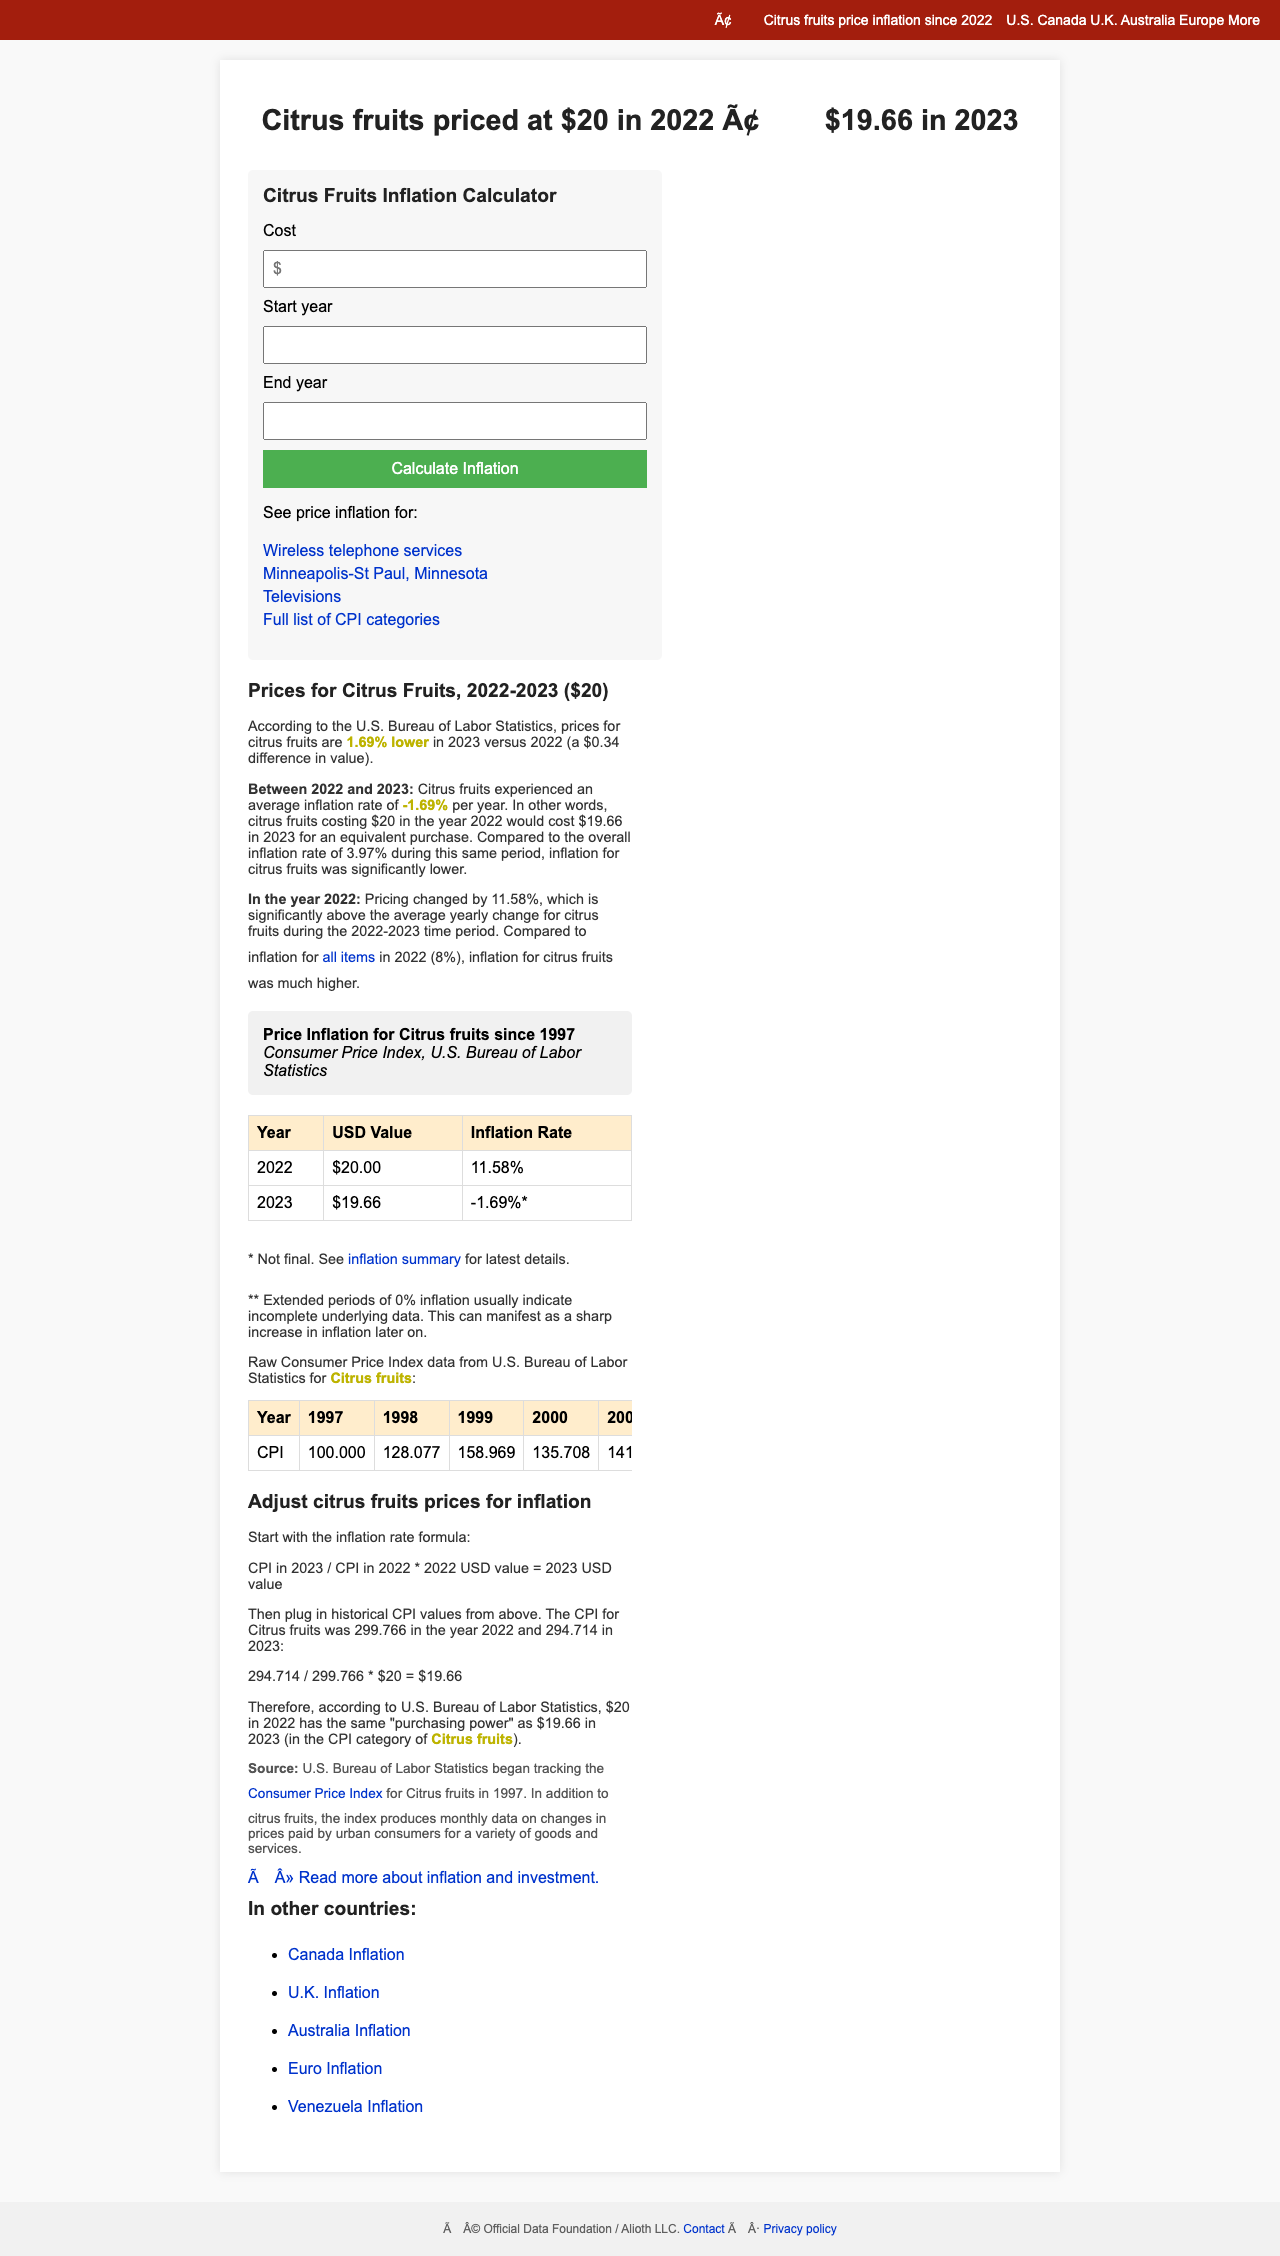 Ã¢ Citrus fruits price inflation since 2022 U.S. Canada U.K. Australia Europe More
Citrus fruits priced at $20 in 2022 Ã¢ $19.66 in 2023
Citrus Fruits Inflation Calculator
Cost
$
Start year
End year
Calculate Inflation
See price inflation for:
Wireless telephone services
Minneapolis-St Paul, Minnesota
Televisions
Full list of CPI categories
Prices for Citrus Fruits, 2022-2023 ($20)
According to the U.S. Bureau of Labor Statistics, prices for
citrus fruits are 1.69% lower in 2023 versus 2022 (a $0.34
difference in value).
Between 2022 and 2023: Citrus fruits experienced an
average inflation rate of -1.69% per year. In other words,
citrus fruits costing $20 in the year 2022 would cost $19.66
in 2023 for an equivalent purchase. Compared to the overall
inflation rate of 3.97% during this same period, inflation for
citrus fruits was significantly lower.
In the year 2022: Pricing changed by 11.58%, which is
significantly above the average yearly change for citrus
fruits during the 2022-2023 time period. Compared to
inflation for all items in 2022 (8%), inflation for citrus fruits
was much higher.
Price Inflation for Citrus fruits since 1997
Consumer Price Index, U.S. Bureau of Labor
Statistics
Year USD Value Inflation Rate
2022 $20.00 11.58%
2023 $19.66 -1.69%*
* Not final. See inflation summary for latest details.
** Extended periods of 0% inflation usually indicate
incomplete underlying data. This can manifest as a sharp
increase in inflation later on.
Raw Consumer Price Index data from U.S. Bureau of Labor
Statistics for Citrus fruits:
Year 1997 1998 1999 2000 200
CPI 100.000 128.077 158.969 135.708 141
Adjust citrus fruits prices for inflation
Start with the inflation rate formula:
CPI in 2023 / CPI in 2022 * 2022 USD value = 2023 USD
value
Then plug in historical CPI values from above. The CPI for
Citrus fruits was 299.766 in the year 2022 and 294.714 in
2023:
294.714 / 299.766 * $20 = $19.66
Therefore, according to U.S. Bureau of Labor Statistics, $20
in 2022 has the same "purchasing power" as $19.66 in
2023 (in the CPI category of Citrus fruits).
Source: U.S. Bureau of Labor Statistics began tracking the
Consumer Price Index for Citrus fruits in 1997. In addition to
citrus fruits, the index produces monthly data on changes in
prices paid by urban consumers for a variety of goods and
services.
Ã Â» Read more about inflation and investment.
In other countries:
• Canada Inflation
• U.K. Inflation
• Australia Inflation
• Euro Inflation
• Venezuela Inflation
Ã Â© Official Data Foundation / Alioth LLC. Contact Ã Â· Privacy policy